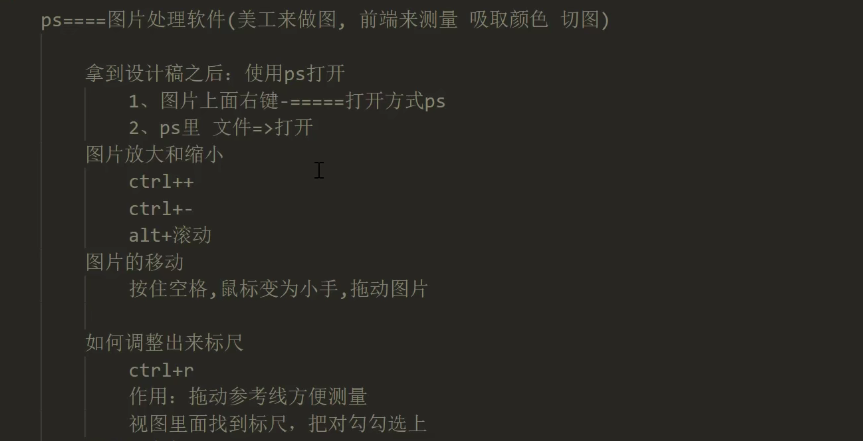 ps====图片处理软件(美工来做图, 前端来测量 吸取颜色 切图)
拿到设计稿之后: 使用ps打开
1、图片上面右键-=====打开方式ps
2、ps里 文件=>打开
图片放大和缩小
ctrl++
ctrl+-
alt+滚动
图片的移动
按住空格,鼠标变为小手,拖动图片
如何调整出来标尺
ctrl+r
作用: 拖动参考线方便测量
视图里面找到标尺，把对勾勾选上